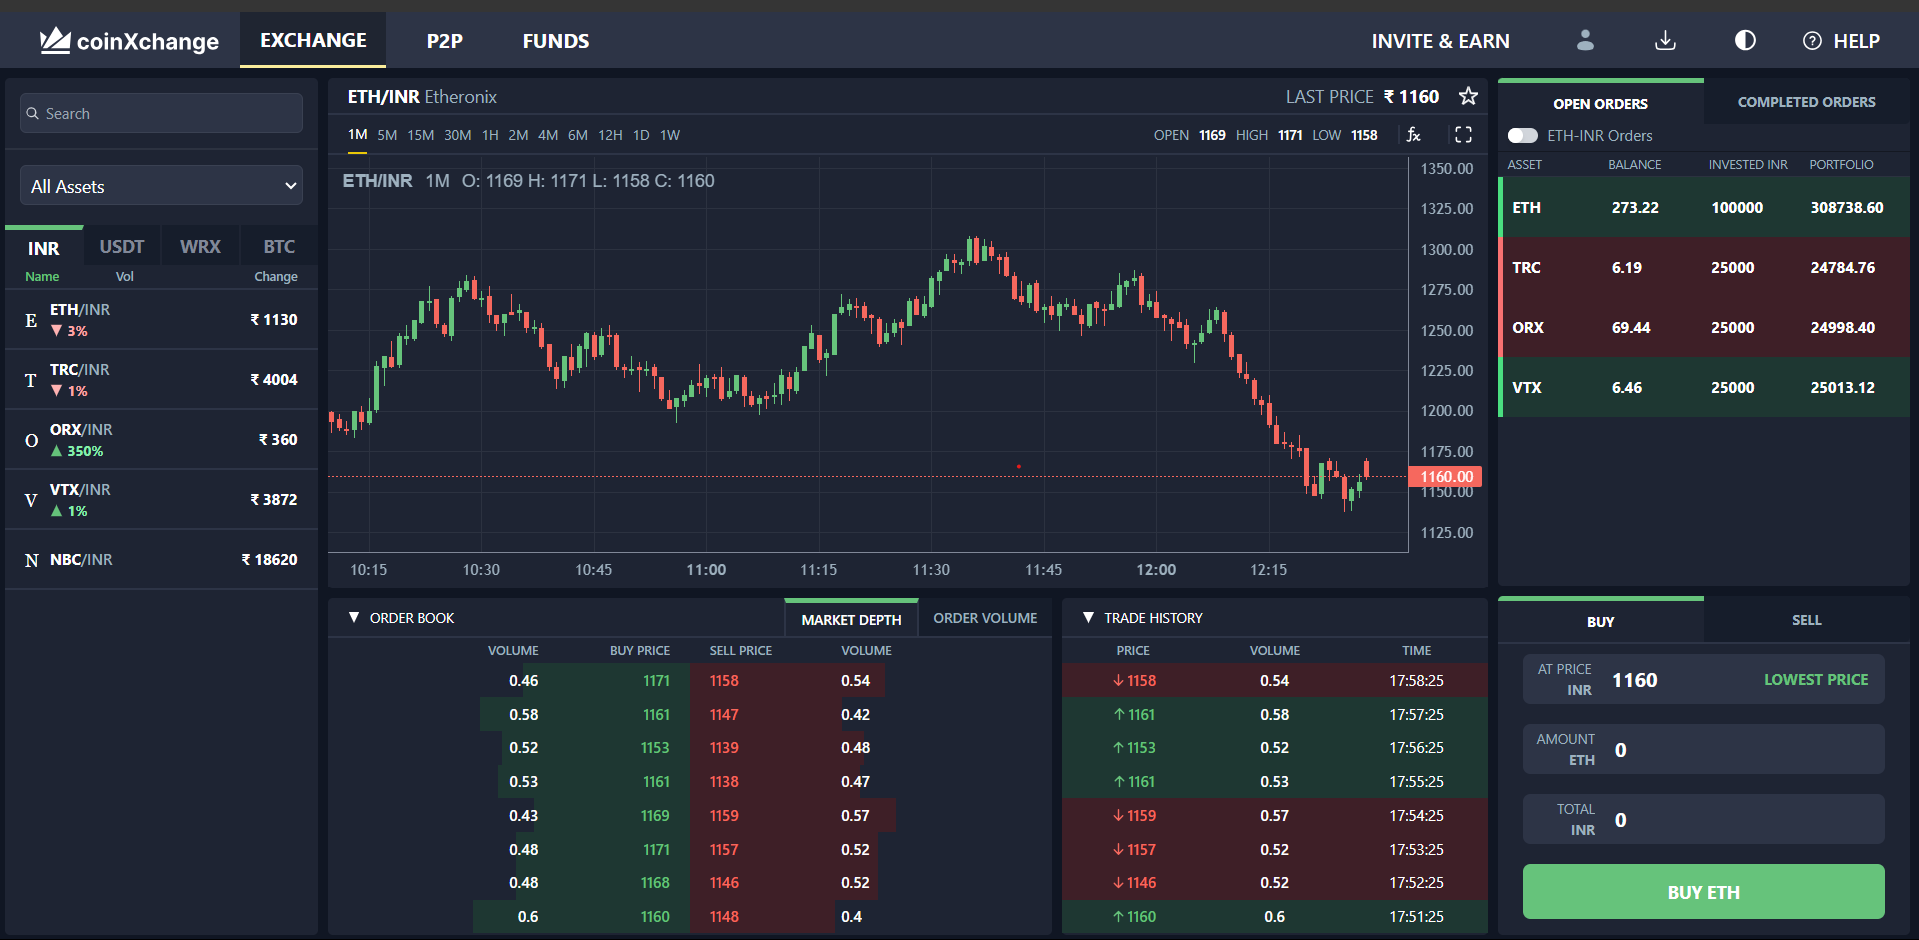 coinXchange EXCHANGE P2P FUNDS INVITE & EARN HELP
Search
All Assets
INR USDT WRX BTC
Name Vol Change
E ETH/INR ₹ 1130
▼ 3%
T TRC/INR ₹ 4004
▼ 1%
O ORX/INR ₹ 360
▲ 350%
V VTX/INR ₹ 3872
▲ 1%
N NBC/INR ₹ 18620
ETH/INR Etheronix LAST PRICE ₹ 1160
1M 5M 15M 30M 1H 2M 4M 6M 12H 1D 1W OPEN 1169 HIGH 1171 LOW 1158 fx
ETH/INR 1M O: 1169 H: 1171 L: 1158 C: 1160
1350.00
1325.00
1300.00
1275.00
1250.00
1225.00
1200.00
1175.00
1160.00
1150.00
1125.00
10:15 10:30 10:45 11:00 11:15 11:30 11:45 12:00 12:15
▼ ORDER BOOK MARKET DEPTH ORDER VOLUME
VOLUME BUY PRICE SELL PRICE VOLUME
0.46 1171 1158 0.54
0.58 1161 1147 0.42
0.52 1153 1139 0.48
0.53 1161 1138 0.47
0.43 1169 1159 0.57
0.48 1171 1157 0.52
0.48 1168 1146 0.52
0.6 1160 1148 0.4
▼ TRADE HISTORY
PRICE VOLUME TIME
↓ 1158 0.54 17:58:25
↑ 1161 0.58 17:57:25
↑ 1153 0.52 17:56:25
↑ 1161 0.53 17:55:25
↓ 1159 0.57 17:54:25
↓ 1157 0.52 17:53:25
↓ 1146 0.52 17:52:25
↑ 1160 0.6 17:51:25
OPEN ORDERS COMPLETED ORDERS
ETH-INR Orders
ASSET BALANCE INVESTED INR PORTFOLIO
ETH 273.22 100000 308738.60
TRC 6.19 25000 24784.76
ORX 69.44 25000 24998.40
VTX 6.46 25000 25013.12
BUY SELL
AT PRICE
INR 1160 LOWEST PRICE
AMOUNT
ETH 0
TOTAL
INR 0
BUY ETH